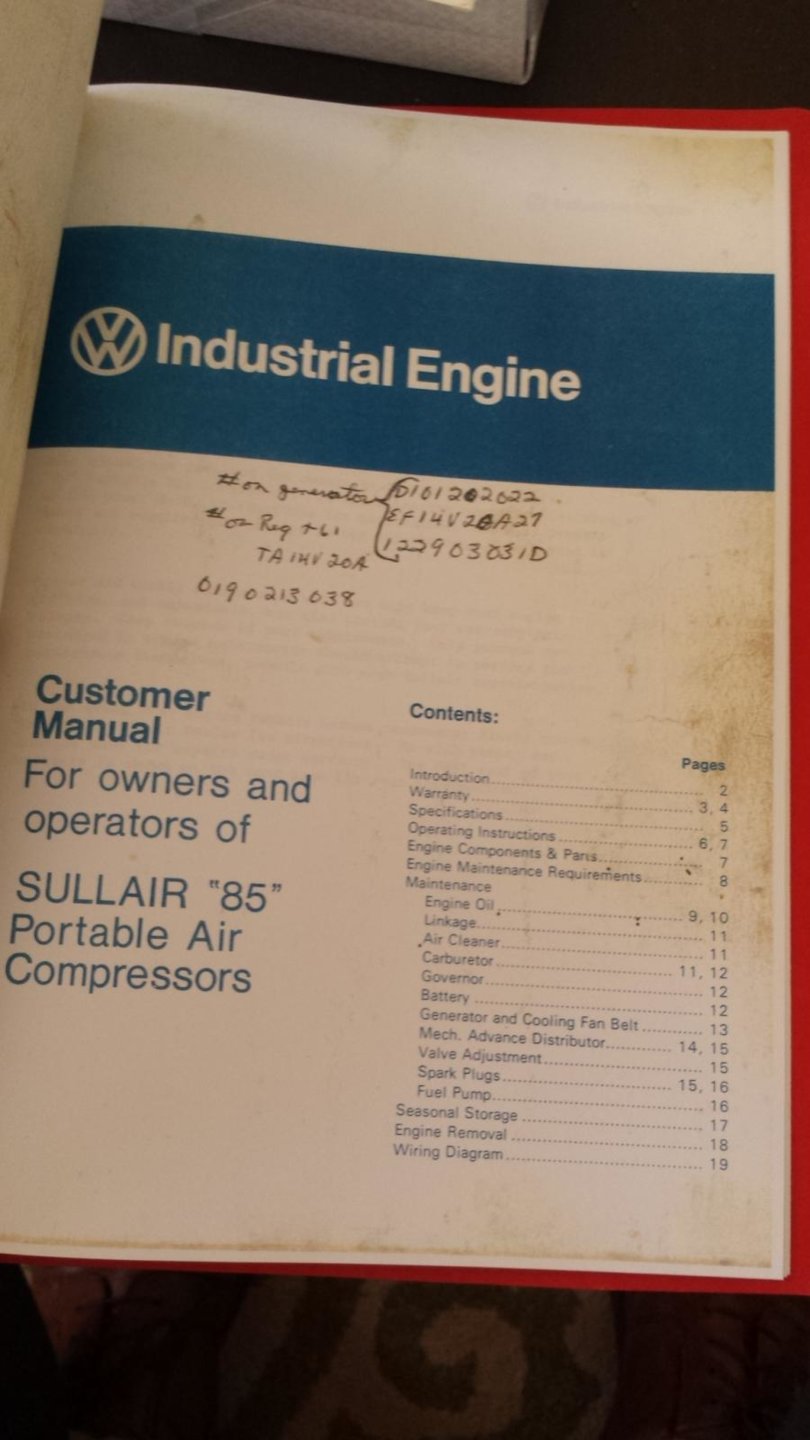 VW Industrial Engine
#on generator 0101202022
EF14V20A27
#on Reg
122903031D
TA14V20A
0190213038
Customer
Manual
For owners and
operators of
SULLAIR "85"
Portable Air
Compressors
Contents:
Pages
Introduction 2
Warranty 3, 4
Specifications 5
Operating Instructions 6, 7
Engine Components & Parts 7
Engine Maintenance Requirements 8
Maintenance
Engine Oil 9, 10
Linkage 11
Air Cleaner 11
Carburetor 11, 12
Governor 12
Battery 12
Generator and Cooling Fan Belt 13
Mech. Advance Distributor 14, 15
Valve Adjustment 15
Spark Plugs 15, 16
Fuel Pump 16
Seasonal Storage 17
Engine Removal 18
Wiring Diagram 19